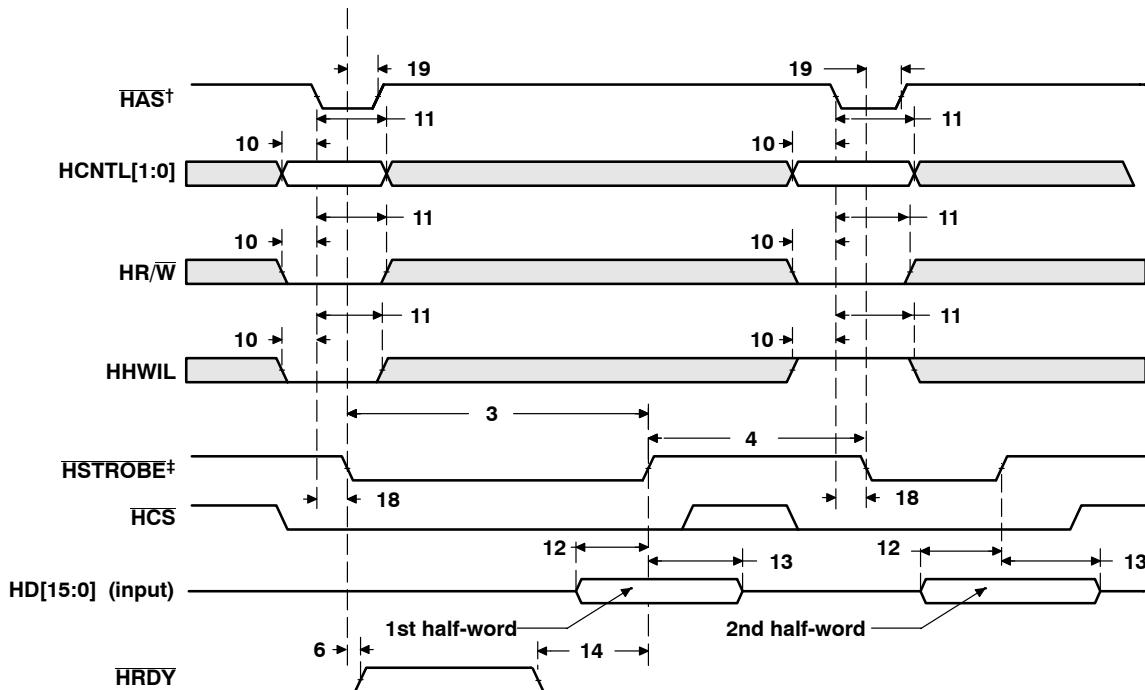 19
19
HAS†
11
11
10
10
HCNTL[1:0]
11
11
10
10
HR/W
11
11
10
10
HHWIL
3
4
HSTROBE‡
18
18
HCS
12
12
13
13
HD[15:0] (input)
1st half-word
2nd half-word
6
14
HRDY